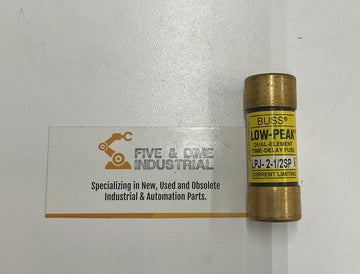 FIVE & DIME
INDUSTRIAL
Specializing in New, Used and Obsolete
Industrial & Automation Parts.
BUSS®
LOW-PEAK
DUAL-ELEMENT
TIME-DELAY FUSE
LPJ-2-1/2SP
CURRENT LIMITING